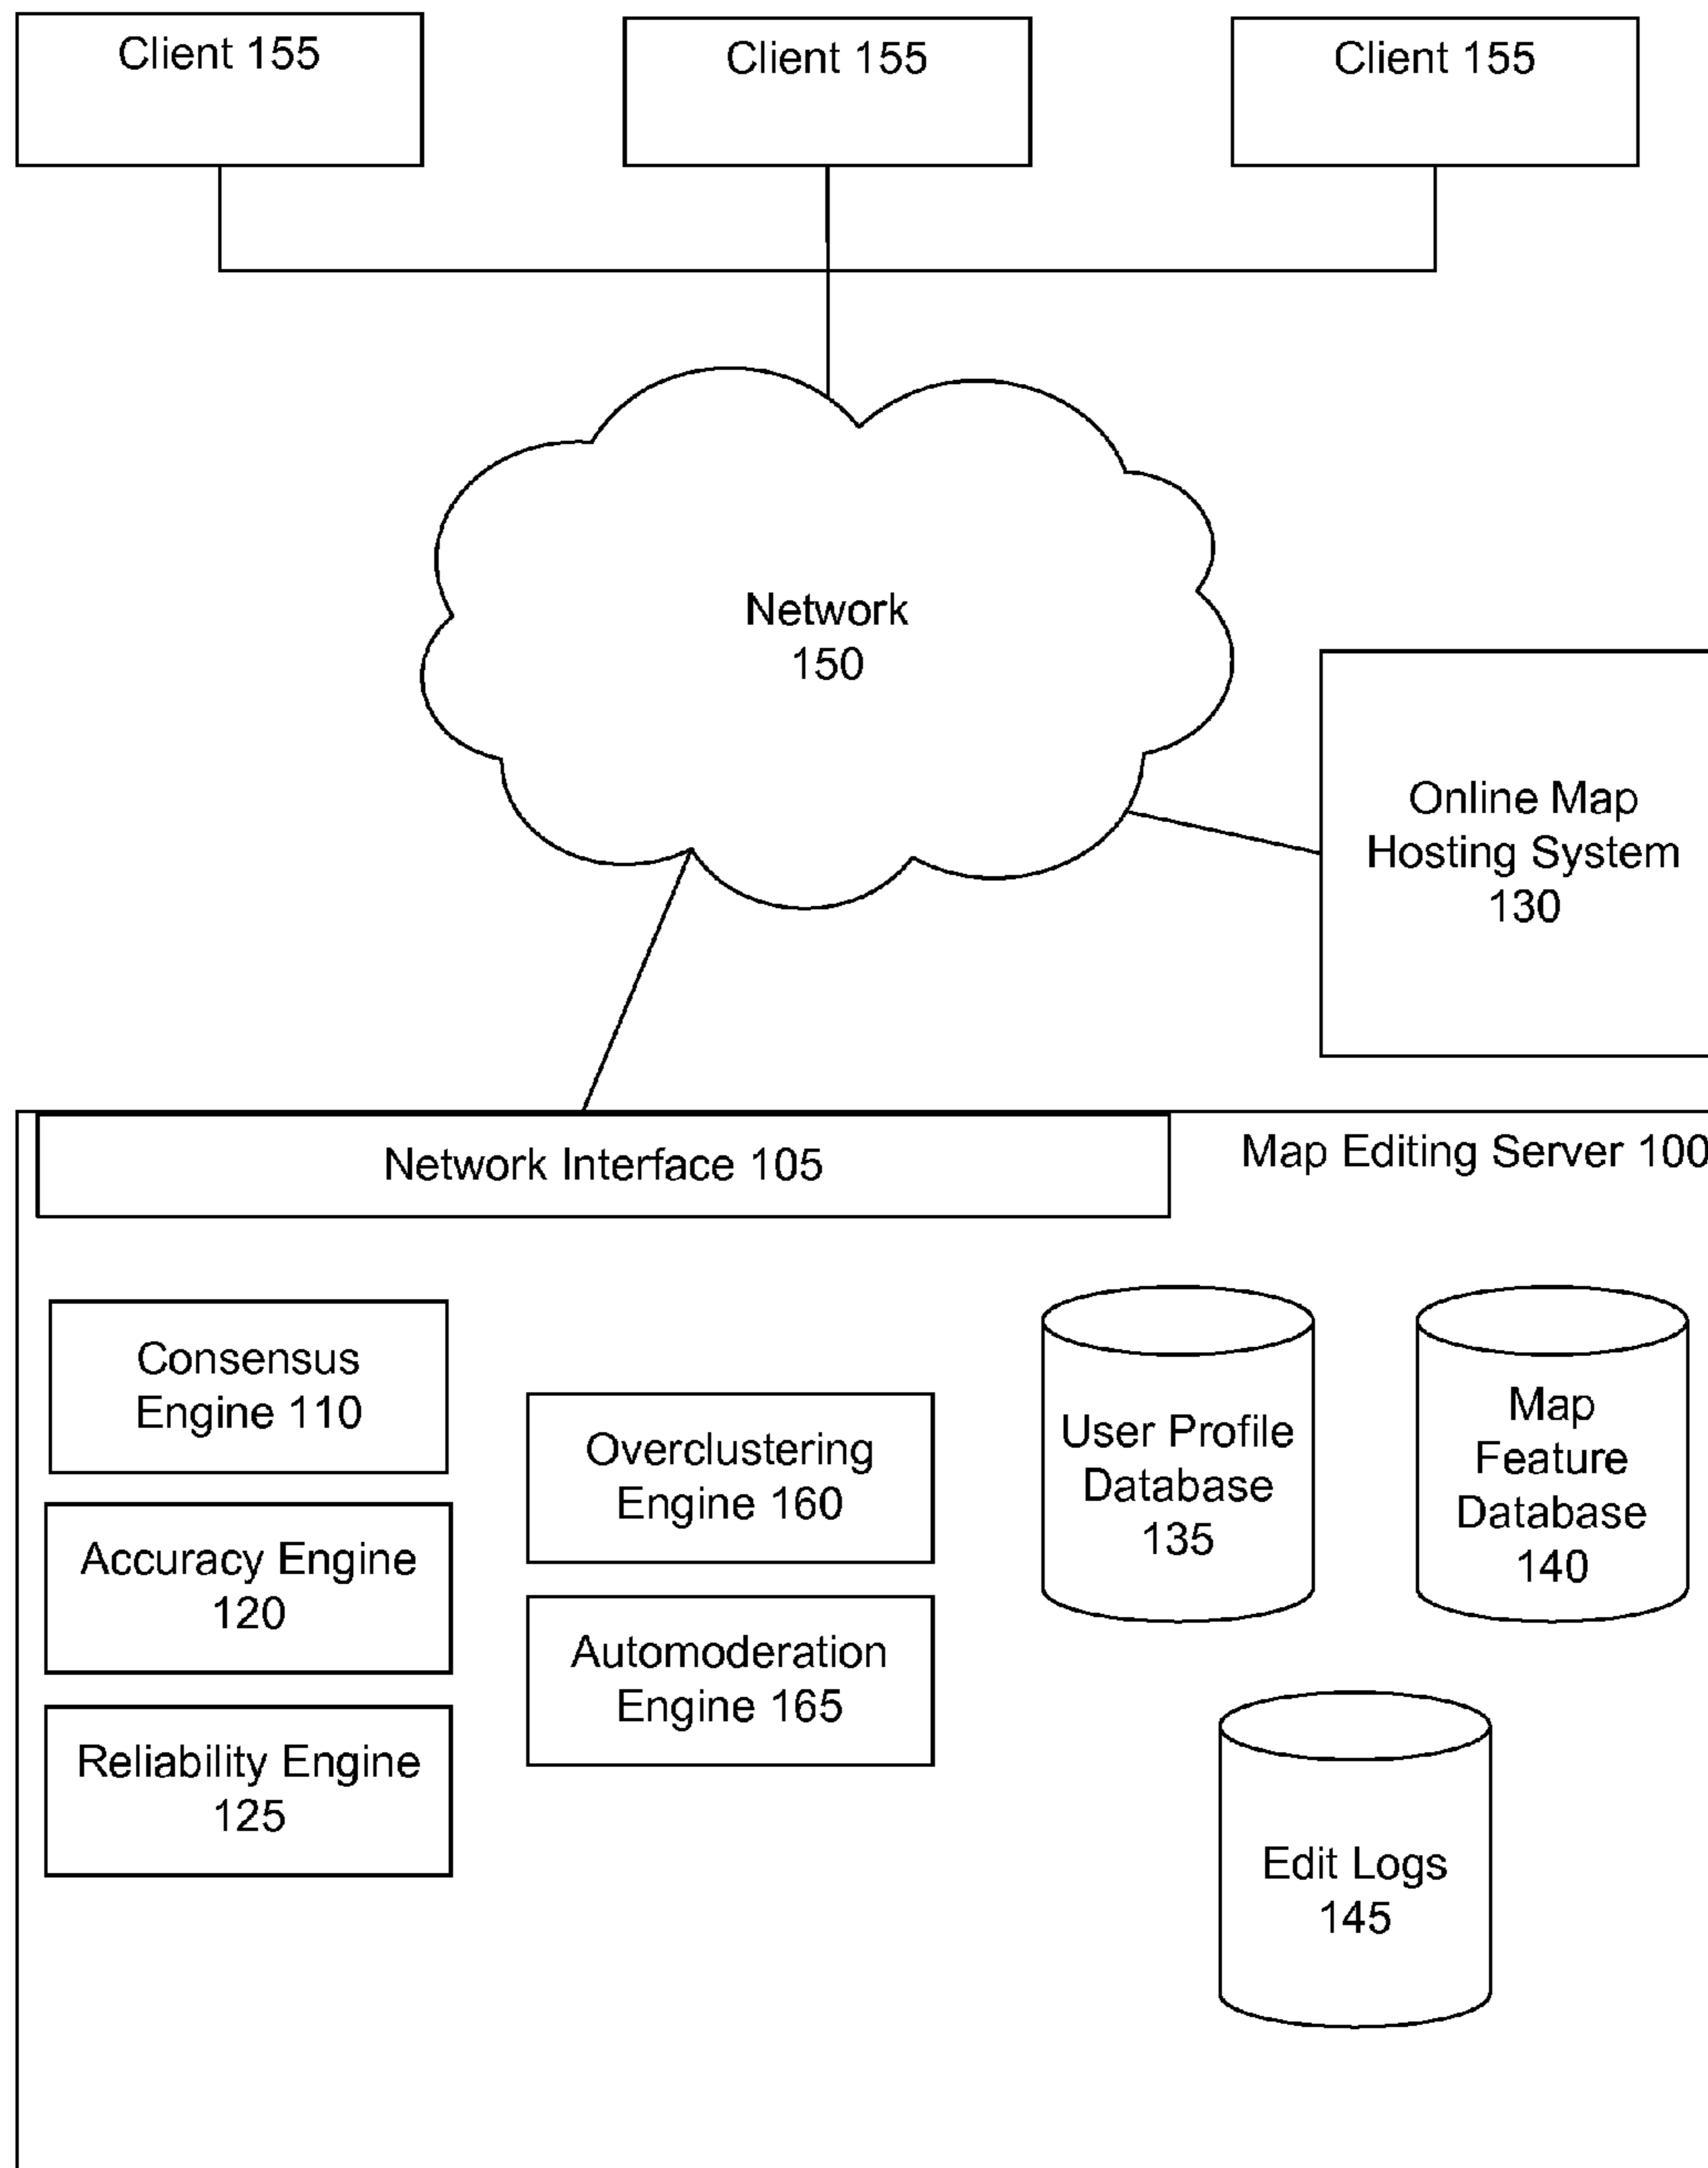 Client 155
Client 155
Client 155
Network
150
Online Map
Hosting System
130
Network Interface 105
Map Editing Server 100
Consensus
Engine 110
Accuracy Engine
120
Reliability Engine
125
Overclustering
Engine 160
Automoderation
Engine 165
User Profile
Database
135
Map
Feature
Database
140
Edit Logs
145